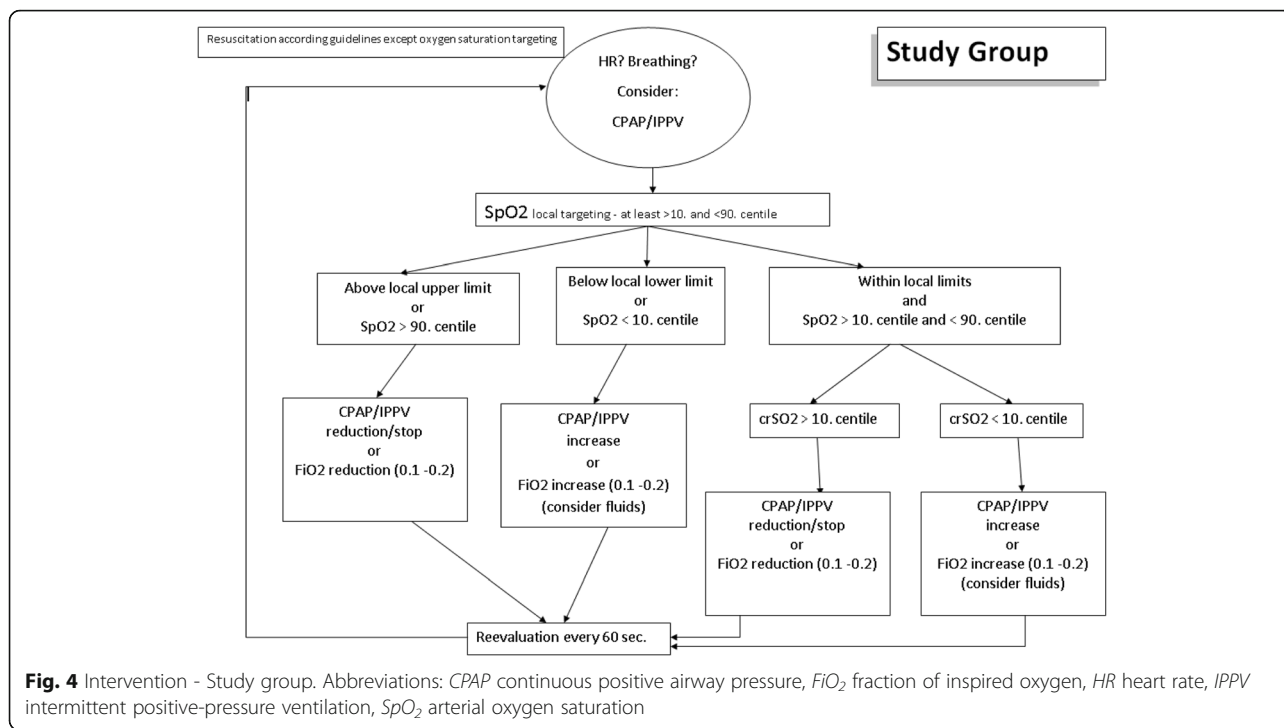 Resuscitation according guidelines except oxygen saturation targeting
Study Group
HR? Breathing?
Consider:
CPAP/IPPV
SpO2 local targeting - at least >10. and <90. centile
Above local upper limit
or
SpO2 > 90. centile
Below local lower limit
or
SpO2 < 10. centile
Within local limits
and
SpO2 > 10. centile and < 90. centile
CPAP/IPPV
reduction/stop
or
FiO2 reduction (0.1 -0.2)
CPAP/IPPV
increase
or
FiO2 increase (0.1 -0.2)
(consider fluids)
crSO2 > 10. centile
crSO2 < 10. centile
CPAP/IPPV
reduction/stop
or
FiO2 reduction (0.1 -0.2)
CPAP/IPPV
increase
or
FiO2 increase (0.1 -0.2)
(consider fluids)
Reevaluation every 60 sec.
Fig. 4 Intervention - Study group. Abbreviations: CPAP continuous positive airway pressure, FiO2 fraction of inspired oxygen, HR heart rate, IPPV
intermittent positive-pressure ventilation, SpO2 arterial oxygen saturation